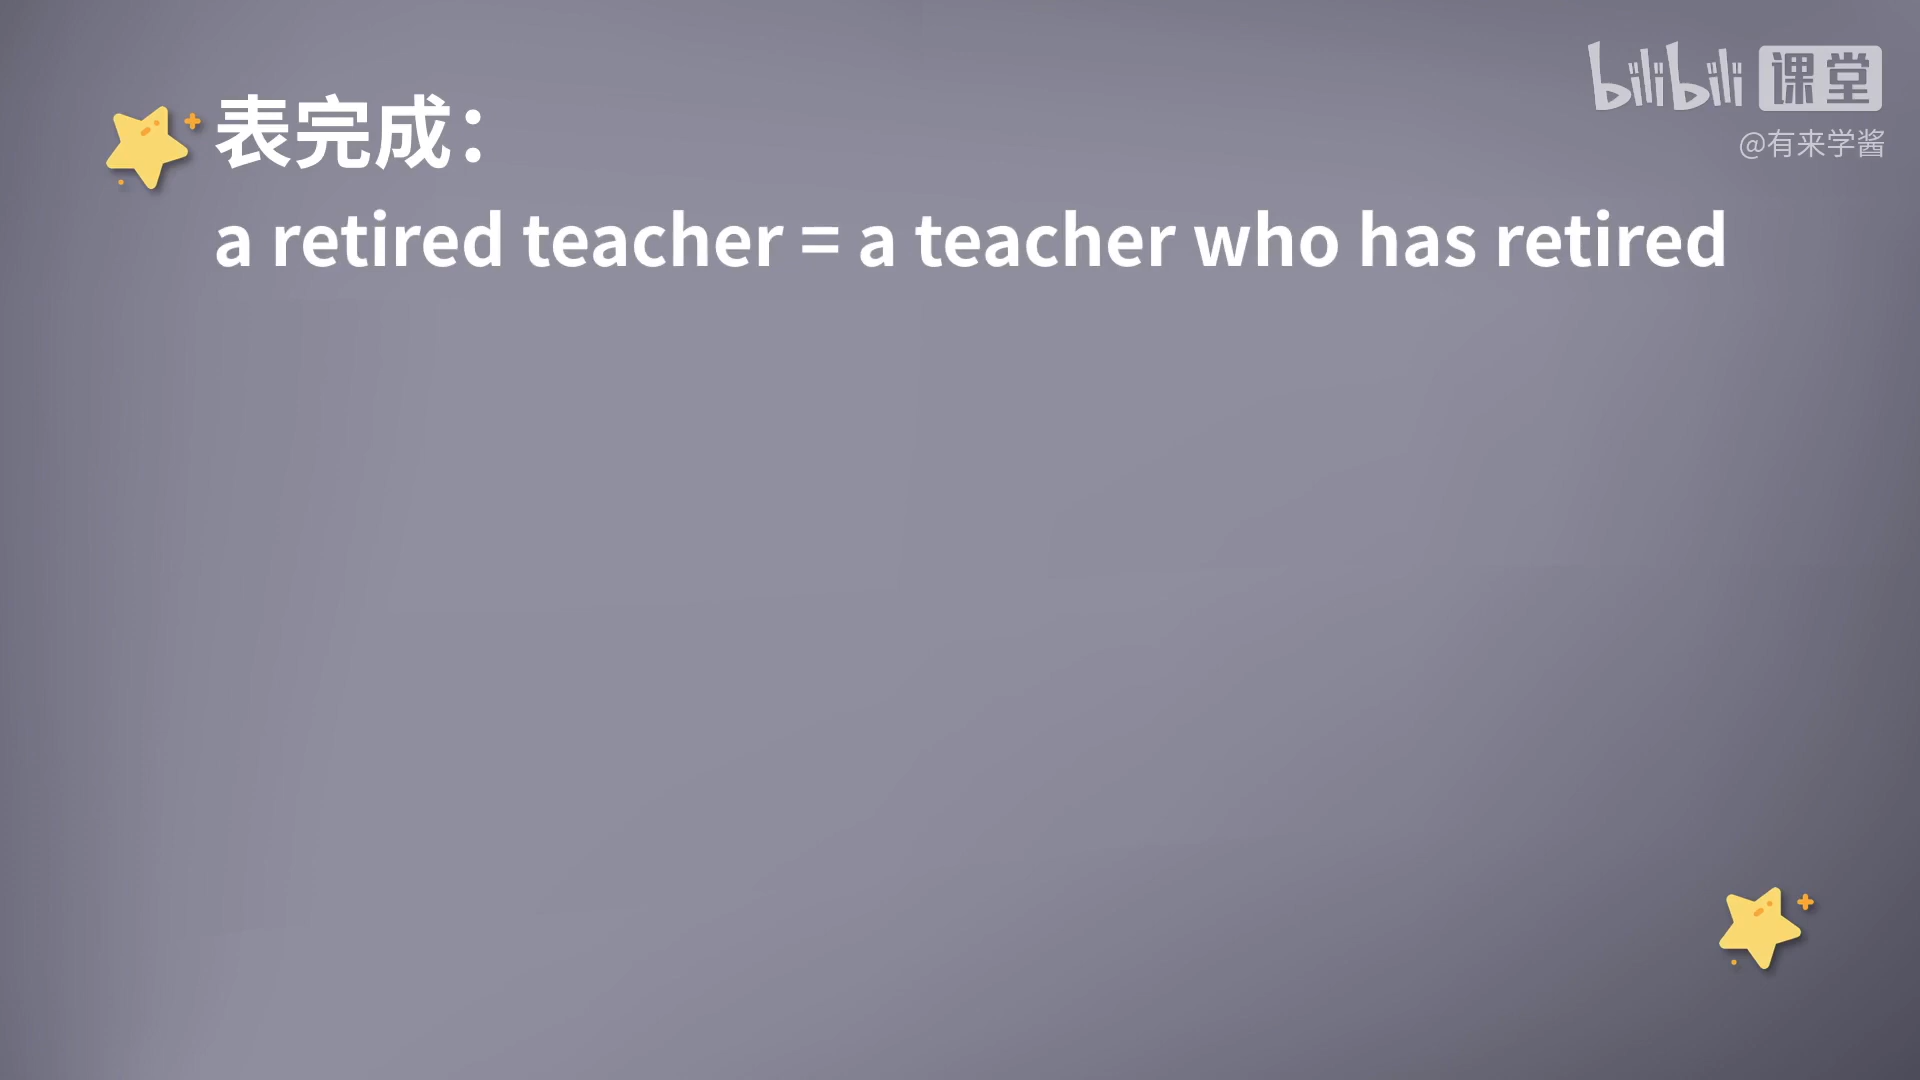 bilibili 课堂
@有来学酱
表完成：
a retired teacher = a teacher who has retired